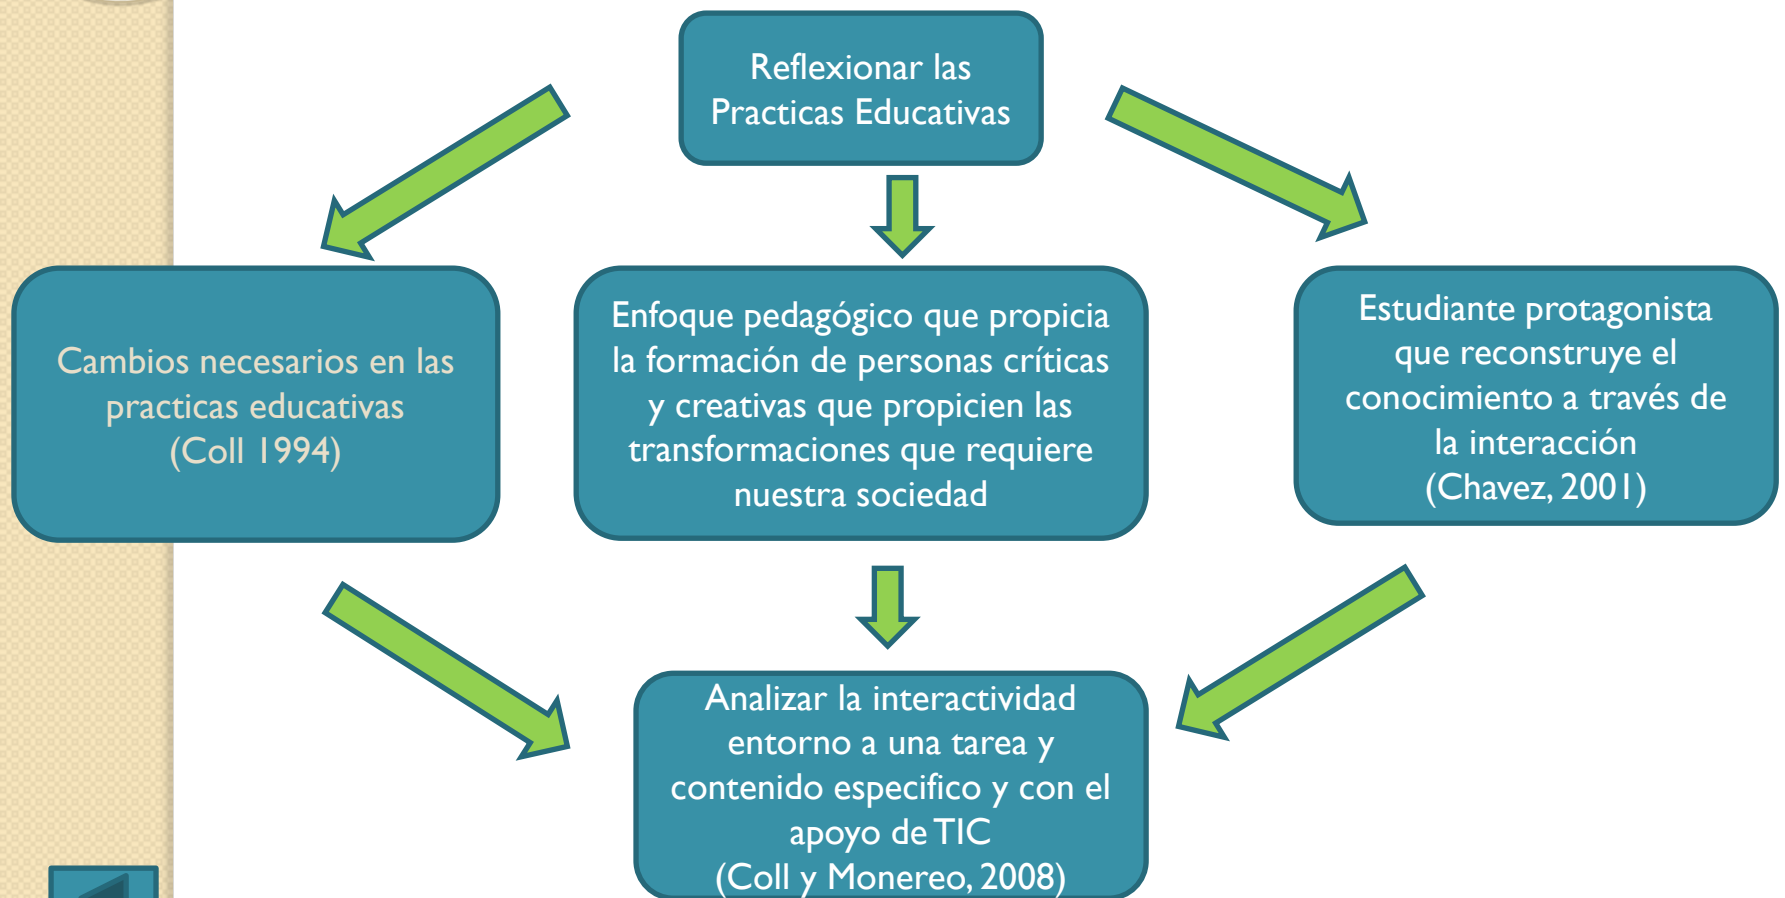 Reflexionar las
Practicas Educativas
Cambios necesarios en las
practicas educativas
(Coll 1994)
Enfoque pedagógico que propicia
la formación de personas críticas
y creativas que propicien las
transformaciones que requiere
nuestra sociedad
Estudiante protagonista
que reconstruye el
conocimiento a través de
la interacción
(Chavez, 2001)
Analizar la interactividad
entorno a una tarea y
contenido especifico y con el
apoyo de TIC
(Coll y Monereo, 2008)